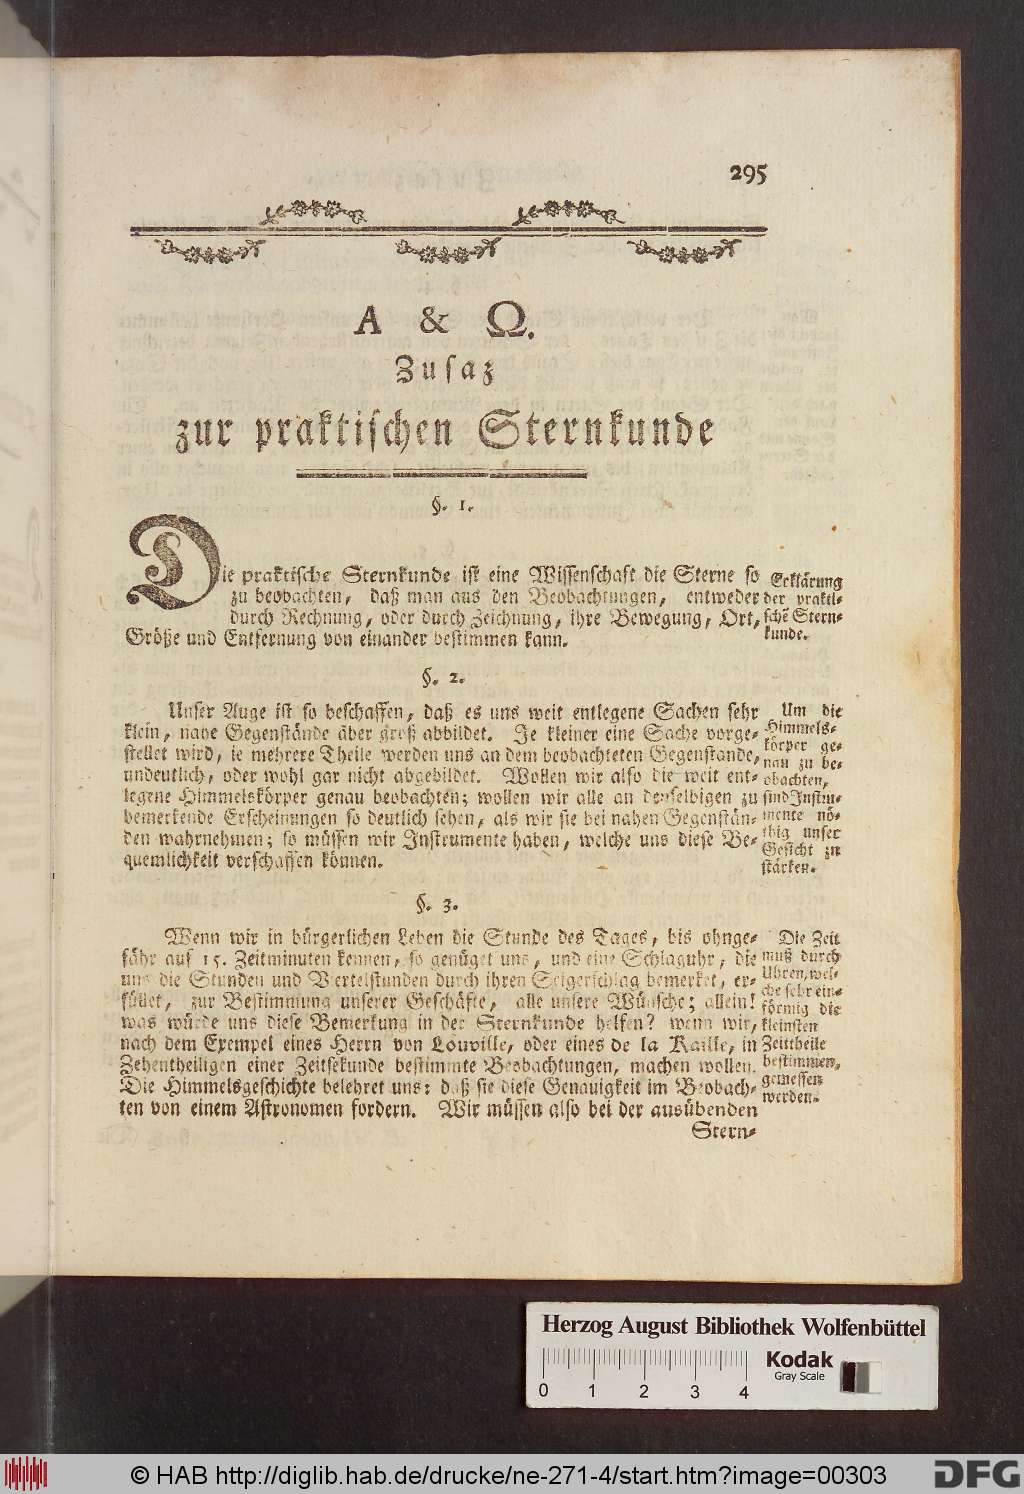 295
A & Ω.
Zusaz
zur praktischen Sternkunde
§. 1.
Die praktische Sternkunde ist eine Wissenschaft die Sterne so
zu beobachten, daß man aus den Beobachtungen, entweder
durch Rechnung, oder durch Zeichnung, ihre Bewegung, Ort,
Größe und Entfernung von einander bestimmen kann.
Erklärung
der prakti-
schē Stern-
kunde.
§. 2.
Unser Auge ist so beschaffen, daß es uns weit entlegene Sachen sehr
klein, nahe Gegenstände aber groß abbildet. Je kleiner eine Sache vorge-
stellet wird, ie mehrere Theile werden uns an dem beobachteten Gegenstande,
undeutlich, oder wohl gar nicht abgebildet. Wollen wir also die weit ent-
legene Himmelskörper genau beobachten; wollen wir alle an denselbigen zu
bemerkende Erscheinungen so deutlich sehen, als wir sie bei nahen Gegenstän-
den wahrnehmen; so müssen wir Instrumente haben, welche uns diese Be-
quemlichkeit verschaffen können.
Um die
Himmels-
körper ge-
nau zu be-
obachten,
sind Instru-
mente nö-
thig unser
Gesicht zu
stärken.
§. 3.
Wenn wir in bürgerlichen Leben die Stunde des Tages, bis ohnge-
fähr auf 15. Zeitminuten kennen, so genüget uns, und eine Schlaguhr, die
uns die Stunden und Viertelstunden durch ihren Seigerschlag bemerket, er-
füllet, zur Bestimmung unserer Geschäfte, alle unsere Wünsche; allein!
was würde uns diese Bemerkung in der Sternkunde helfen? wenn wir,
nach dem Exempel eines Herrn von Louville, oder eines de la Kaille, in
Zehentheiligen einer Zeitsekunde bestimmte Beobachtungen, machen wollen.
Die Himmelsgeschichte belehret uns: daß sie diese Genauigkeit im Beobach-
ten von einem Astronomen fordern. Wir müssen also bei der ausübenden
Stern-
Die Zeit
muß durch
Uhren, wel-
che sehr ein-
förmig die
kleinsten
Zeittheile
bestimmen,
gemessen
werden.
Herzog August Bibliothek Wolfenbüttel
0 1 2 3 4
Kodak
Gray Scale
© HAB http://diglib.hab.de/drucke/ne-271-4/start.htm?image=00303
DFG